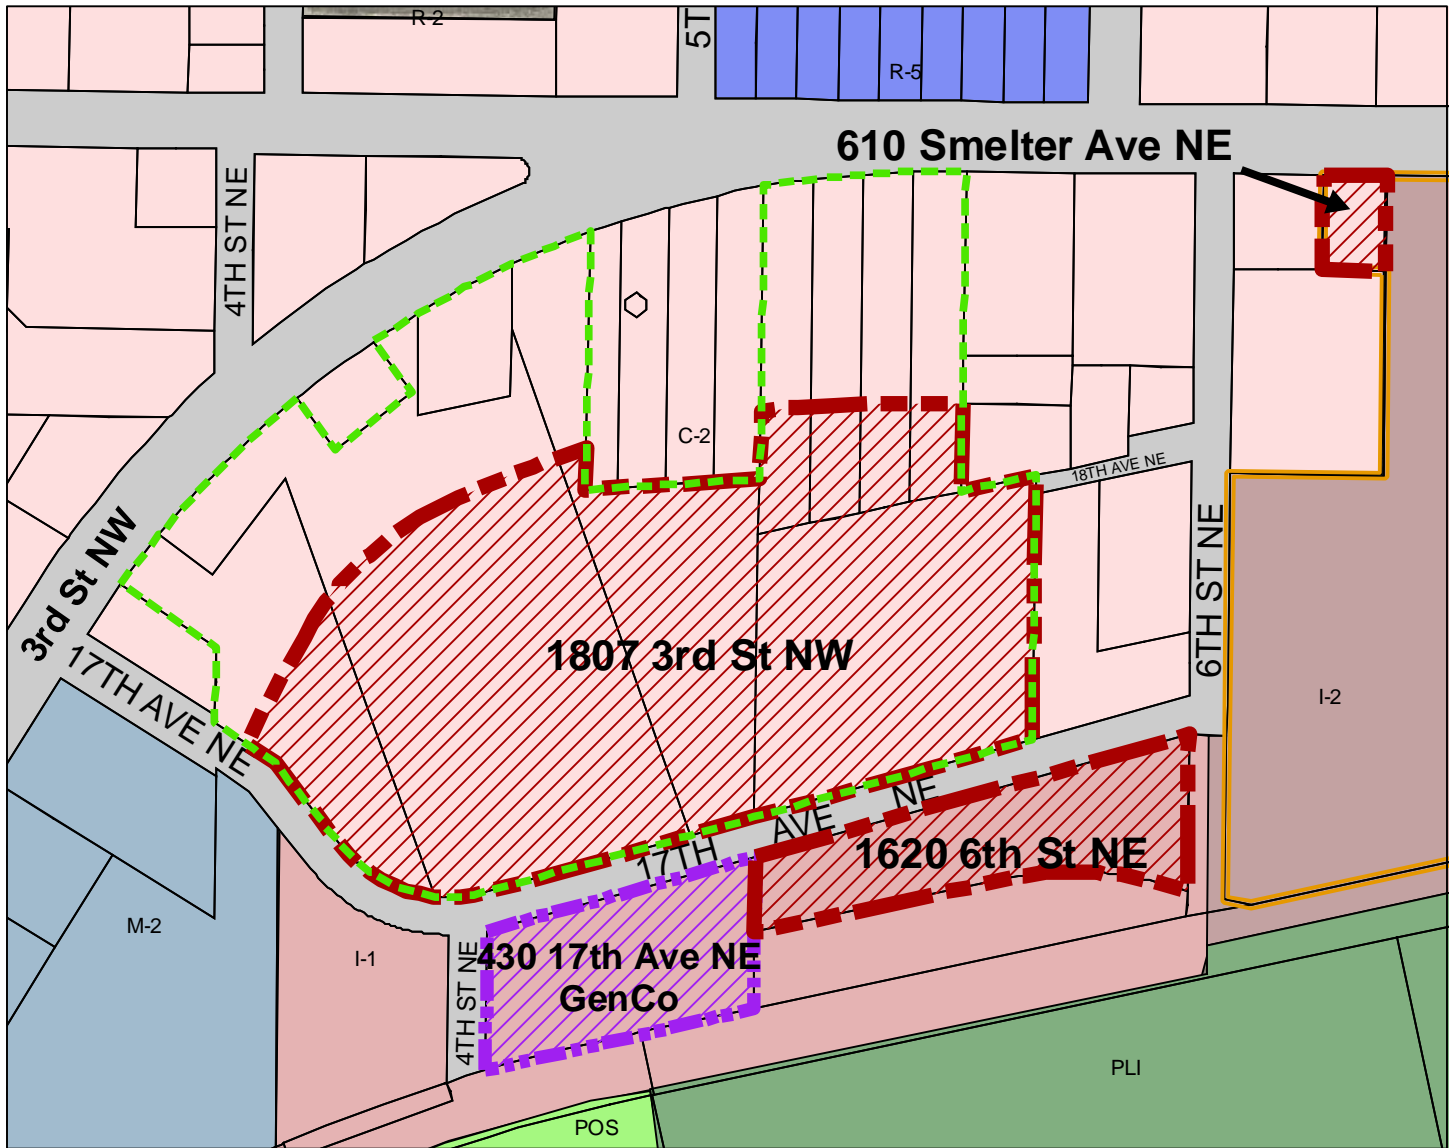 R-2
5T
R-5
610 Smelter Ave NE
4TH ST NE
C-2
18TH AVE NE
3rd St NW
6TH ST NE
1807 3rd St NW
17TH AVE NE
I-2
NE
AVE
17TH
1620 6th St NE
M-2
I-1
4TH ST NE
430 17th Ave NE
GenCo
PLI
POS